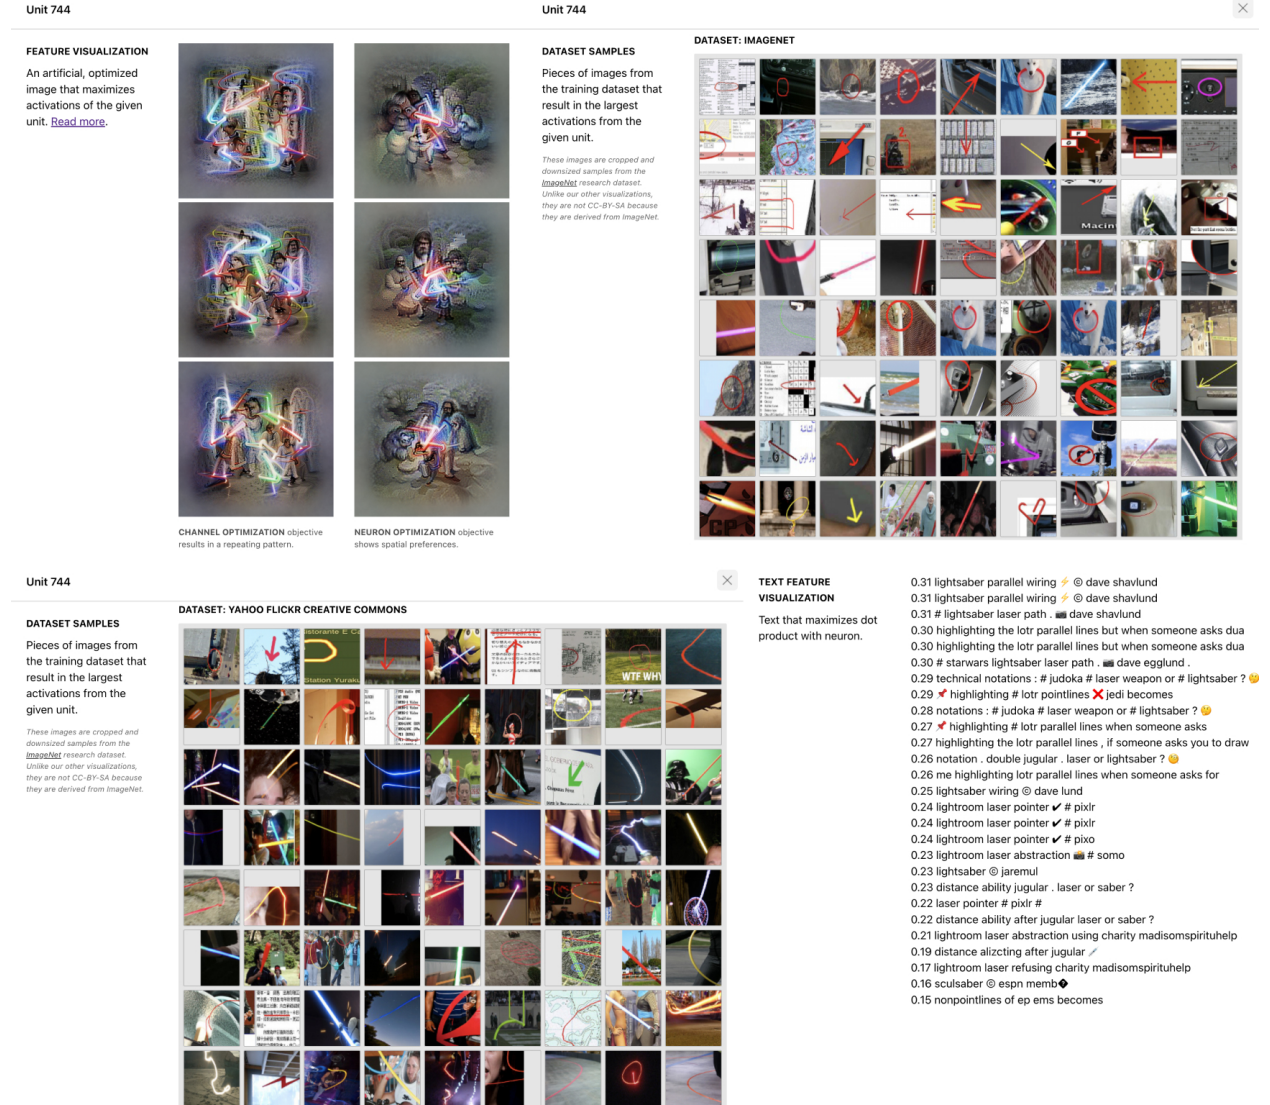 Unit 744
FEATURE VISUALIZATION
An artificial, optimized
image that maximizes
activations of the given
unit. Read more.
CHANNEL OPTIMIZATION objective
results in a repeating pattern.
NEURON OPTIMIZATION objective
shows spatial preferences.
Unit 744
DATASET SAMPLES
Pieces of images from
the training dataset that
result in the largest
activations from the
given unit.
These images are cropped and
downsized samples from the
ImageNet research dataset.
Unlike our other visualizations,
they are not CC-BY-SA because
they are derived from ImageNet.
DATASET: IMAGENET
2
Macin
CP
Unit 744
DATASET SAMPLES
Pieces of images from
the training dataset that
result in the largest
activations from the
given unit.
These images are cropped and
downsized samples from the
ImageNet research dataset.
Unlike our other visualizations,
they are not CC-BY-SA because
they are derived from ImageNet.
DATASET: YAHOO FLICKR CREATIVE COMMONS
WTF WHY
TEXT FEATURE
VISUALIZATION
Text that maximizes dot
product with neuron.
0.31 lightsaber parallel wiring ⚡ © dave shavlund
0.31 lightsaber parallel wiring ⚡ © dave shavlund
0.31 # lightsaber laser path . 📷 dave shavlund
0.30 highlighting the lotr parallel lines but when someone asks dua
0.30 highlighting the lotr parallel lines but when someone asks dua
0.30 # starwars lightsaber laser path . 📷 dave egglund .
0.29 technical notations : # judoka # laser weapon or # lightsaber ? 🤔
0.29 📌 highlighting # lotr pointlines ❌ jedi becomes
0.28 notations : # judoka # laser weapon or # lightsaber ? 🤔
0.27 📌 highlighting # lotr parallel lines when someone asks
0.27 highlighting the lotr parallel lines , if someone asks you to draw
0.26 notation . double jugular . laser or lightsaber ? 🤔
0.26 me highlighting lotr parallel lines when someone asks for
0.25 lightsaber wiring © dave lund
0.24 lightroom laser pointer ✔ # pixlr
0.24 lightroom laser pointer ✔ # pixlr
0.24 lightroom laser pointer ✔ # pixo
0.23 lightroom laser abstraction 📸 # somo
0.23 lightsaber © jaremul
0.23 distance ability jugular . laser or saber ?
0.22 laser pointer # pixlr #
0.22 distance ability after jugular laser or saber ?
0.21 lightroom laser abstraction using charity madisomspirituhelp
0.19 distance alizcting after jugular 🗡
0.17 lightroom laser refusing charity madisomspirituhelp
0.16 sculsaber © espn memb�
0.15 nonpointlines of ep ems becomes